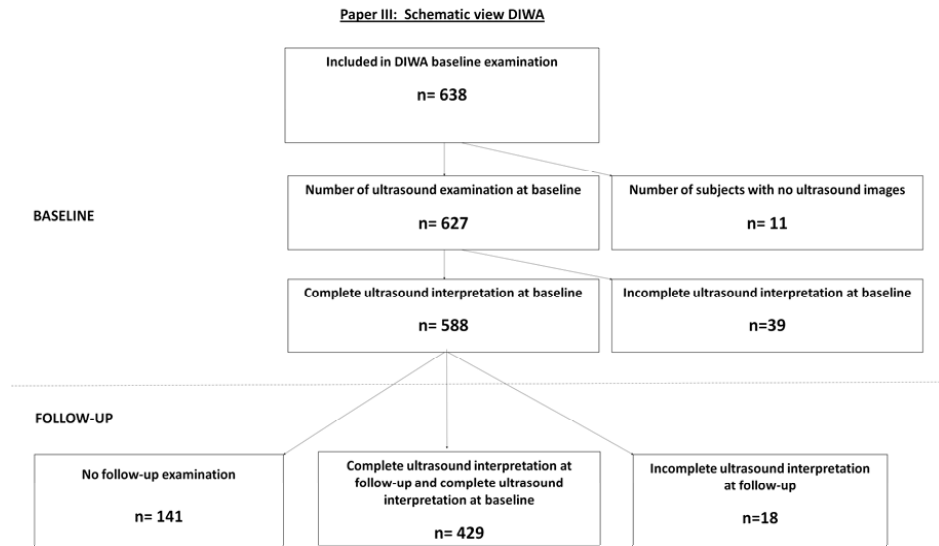 Paper III:  Schematic view DIWA
Included in DIWA baseline examination
n= 638
Number of ultrasound examination at baseline
n= 627
Number of subjects with no ultrasound images
n= 11
BASELINE
Complete ultrasound interpretation at baseline
n= 588
Incomplete ultrasound interpretation at baseline
n=39
FOLLOW-UP
No follow-up examination
n= 141
Complete ultrasound interpretation at
follow-up and complete ultrasound
interpretation at baseline
n= 429
Incomplete ultrasound interpretation
at follow-up
n=18